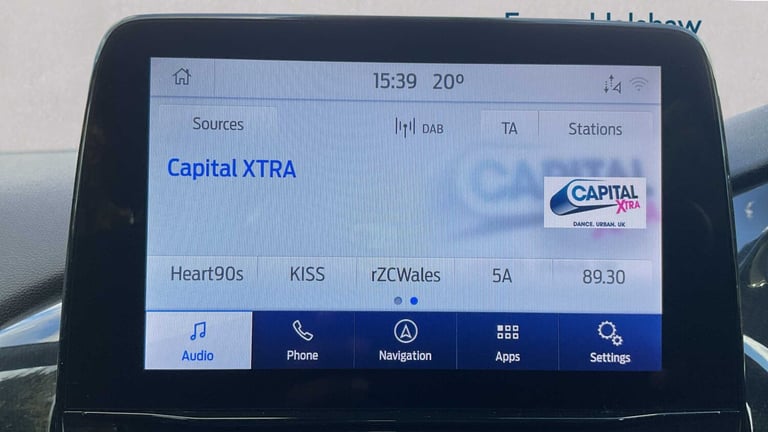 15:39 20º
Sources
DAB
TA
Stations
Capital XTRA
CAPITAL
XTRA
DANCE. URBAN. UK
Heart90s
KISS
rZCWales
5A
89.30
Audio
Phone
Navigation
Apps
Settings